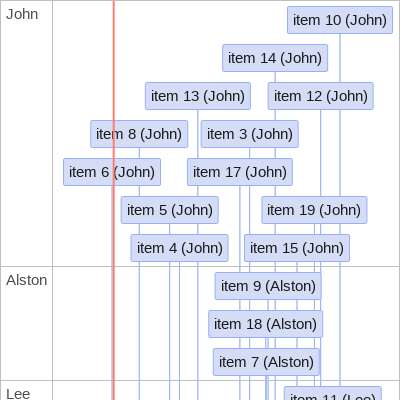 John
item 10 (John)
item 14 (John)
item 13 (John)
item 12 (John)
item 8 (John)
item 3 (John)
item 6 (John)
item 17 (John)
item 5 (John)
item 19 (John)
item 4 (John)
item 15 (John)
Alston
item 9 (Alston)
item 18 (Alston)
item 7 (Alston)
Lee
item 11 (Lee)